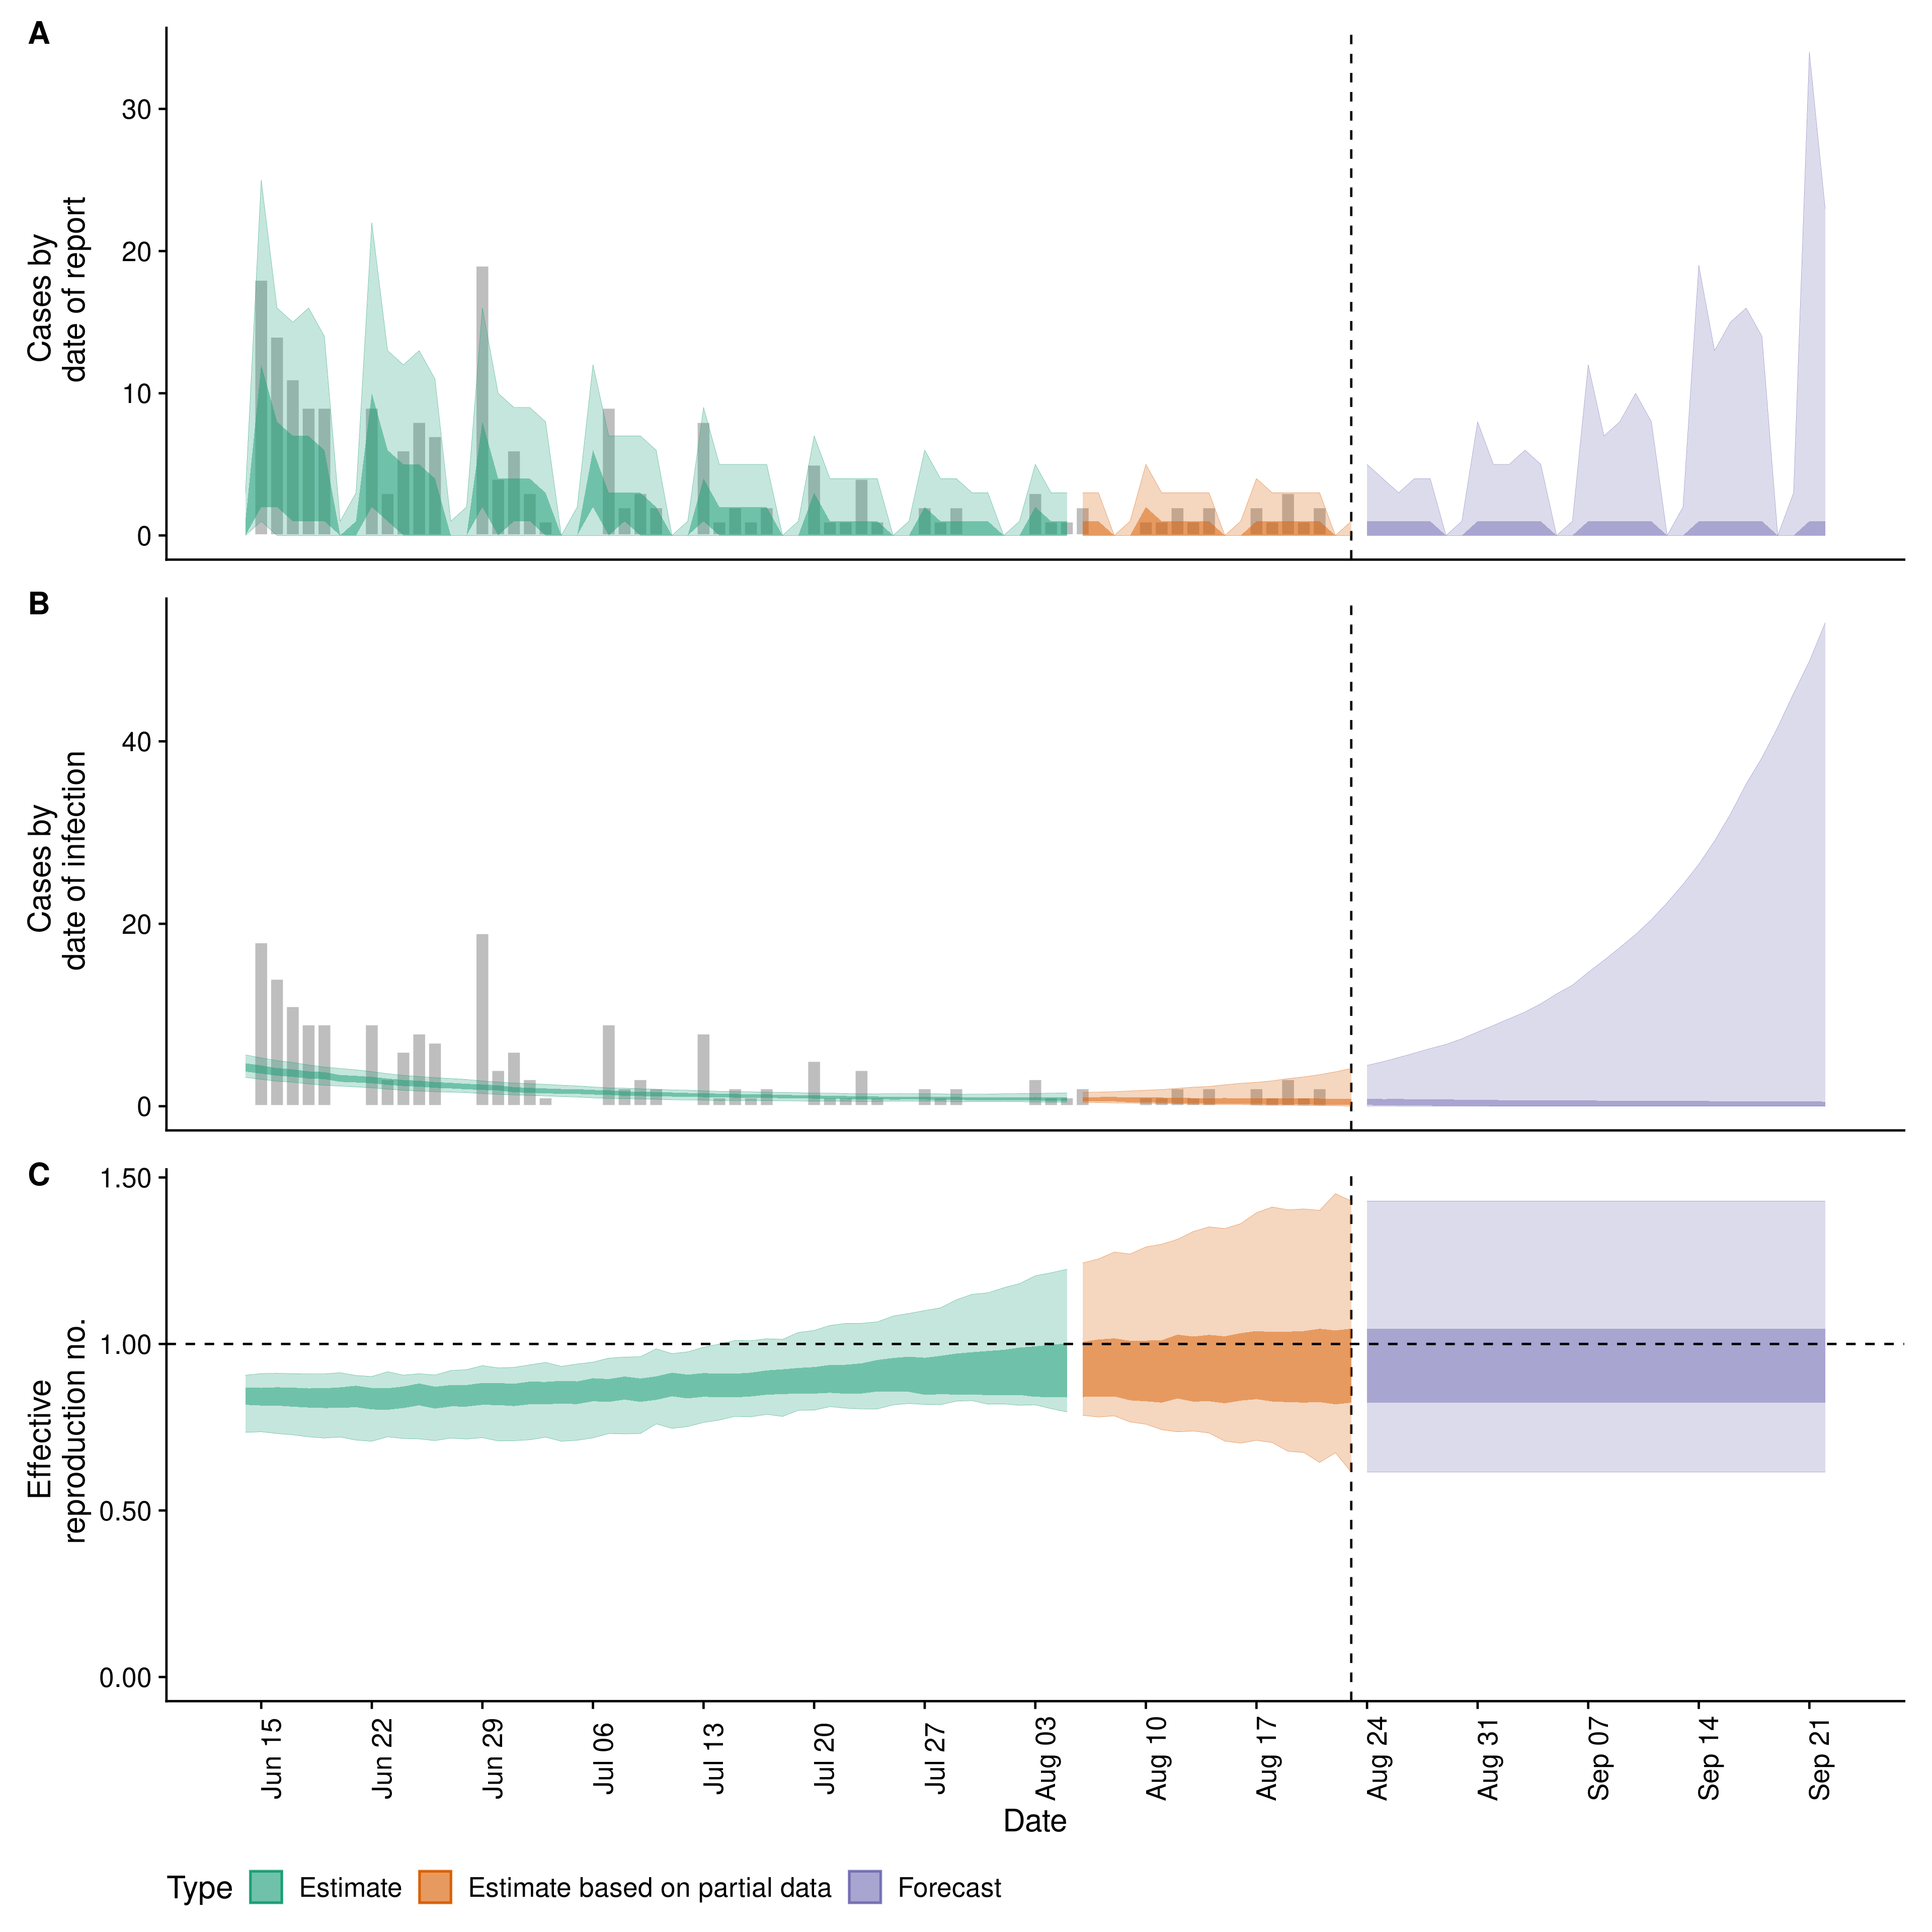 A
Cases by
date of report
30
20
10
0
B
Cases by
date of infection
40
20
0
C
Effective
reproduction no.
1.50
1.00
0.50
0.00
Jun 15
Jun 22
Jun 29
Jul 06
Jul 13
Jul 20
Jul 27
Aug 03
Aug 10
Aug 17
Aug 24
Aug 31
Sep 07
Sep 14
Sep 21
Date
Type Estimate Estimate based on partial data Forecast